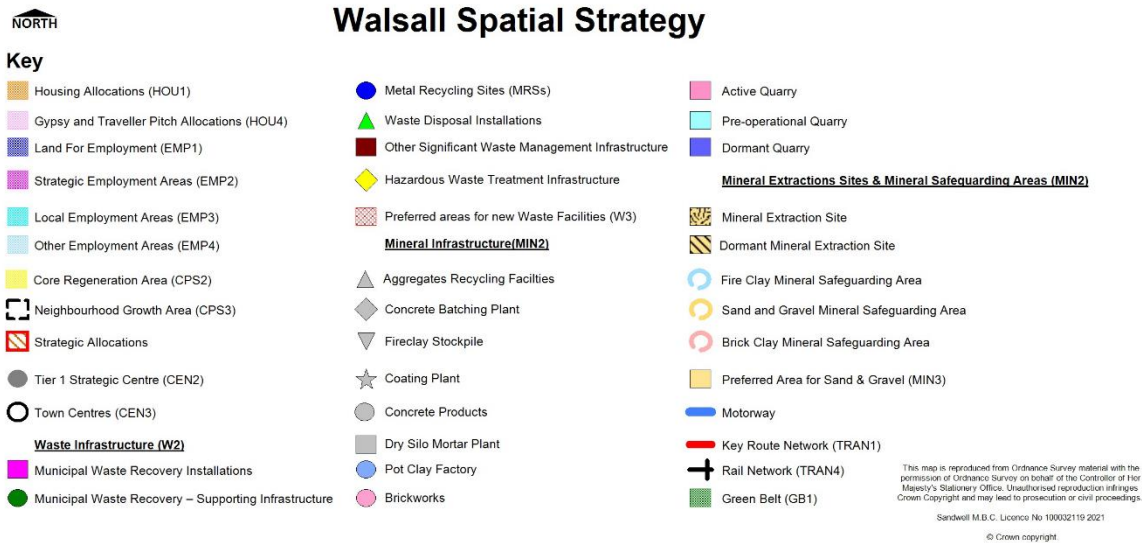 NORTH
Walsall Spatial Strategy
Key
Housing Allocations (HOU1)
Gypsy and Traveller Pitch Allocations (HOU4)
Land For Employment (EMP1)
Strategic Employment Areas (EMP2)
Local Employment Areas (EMP3)
Other Employment Areas (EMP4)
Core Regeneration Area (CPS2)
Neighbourhood Growth Area (CPS3)
Strategic Allocations
Tier 1 Strategic Centre (CEN2)
Town Centres (CEN3)
Waste Infrastructure (W2)
Municipal Waste Recovery Installations
Municipal Waste Recovery – Supporting Infrastructure
Metal Recycling Sites (MRSs)
Waste Disposal Installations
Other Significant Waste Management Infrastructure
Hazardous Waste Treatment Infrastructure
Preferred areas for new Waste Facilities (W3)
Mineral Infrastructure(MIN2)
Aggregates Recycling Facilties
Concrete Batching Plant
Fireclay Stockpile
Coating Plant
Concrete Products
Dry Silo Mortar Plant
Pot Clay Factory
Brickworks
Active Quarry
Pre-operational Quarry
Dormant Quarry
Mineral Extractions Sites & Mineral Safeguarding Areas (MIN2)
Mineral Extraction Site
Dormant Mineral Extraction Site
Fire Clay Mineral Safeguarding Area
Sand and Gravel Mineral Safeguarding Area
Brick Clay Mineral Safeguarding Area
Preferred Area for Sand & Gravel (MIN3)
Motorway
Key Route Network (TRAN1)
Rail Network (TRAN4)
Green Belt (GB1)
This map is reproduced from Ordnance Survey material with the
permission of Ordnance Survey on behalf of the Controller of Her
Majesty's Stationery Office. Unauthorised reproduction infringes
Crown Copyright and may lead to prosecution or civil proceedings.
Sandwell M.B.C. Licence No 100032119 2021
© Crown copyright.